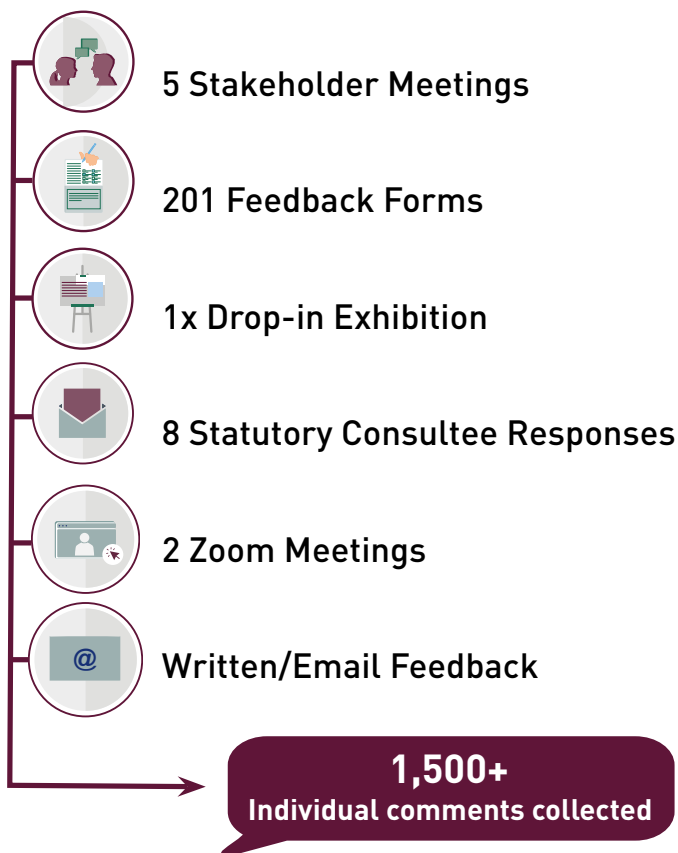 5 Stakeholder Meetings
201 Feedback Forms
1x Drop-in Exhibition
8 Statutory Consultee Responses
2 Zoom Meetings
@
Written/Email Feedback
1,500+
Individual comments collected